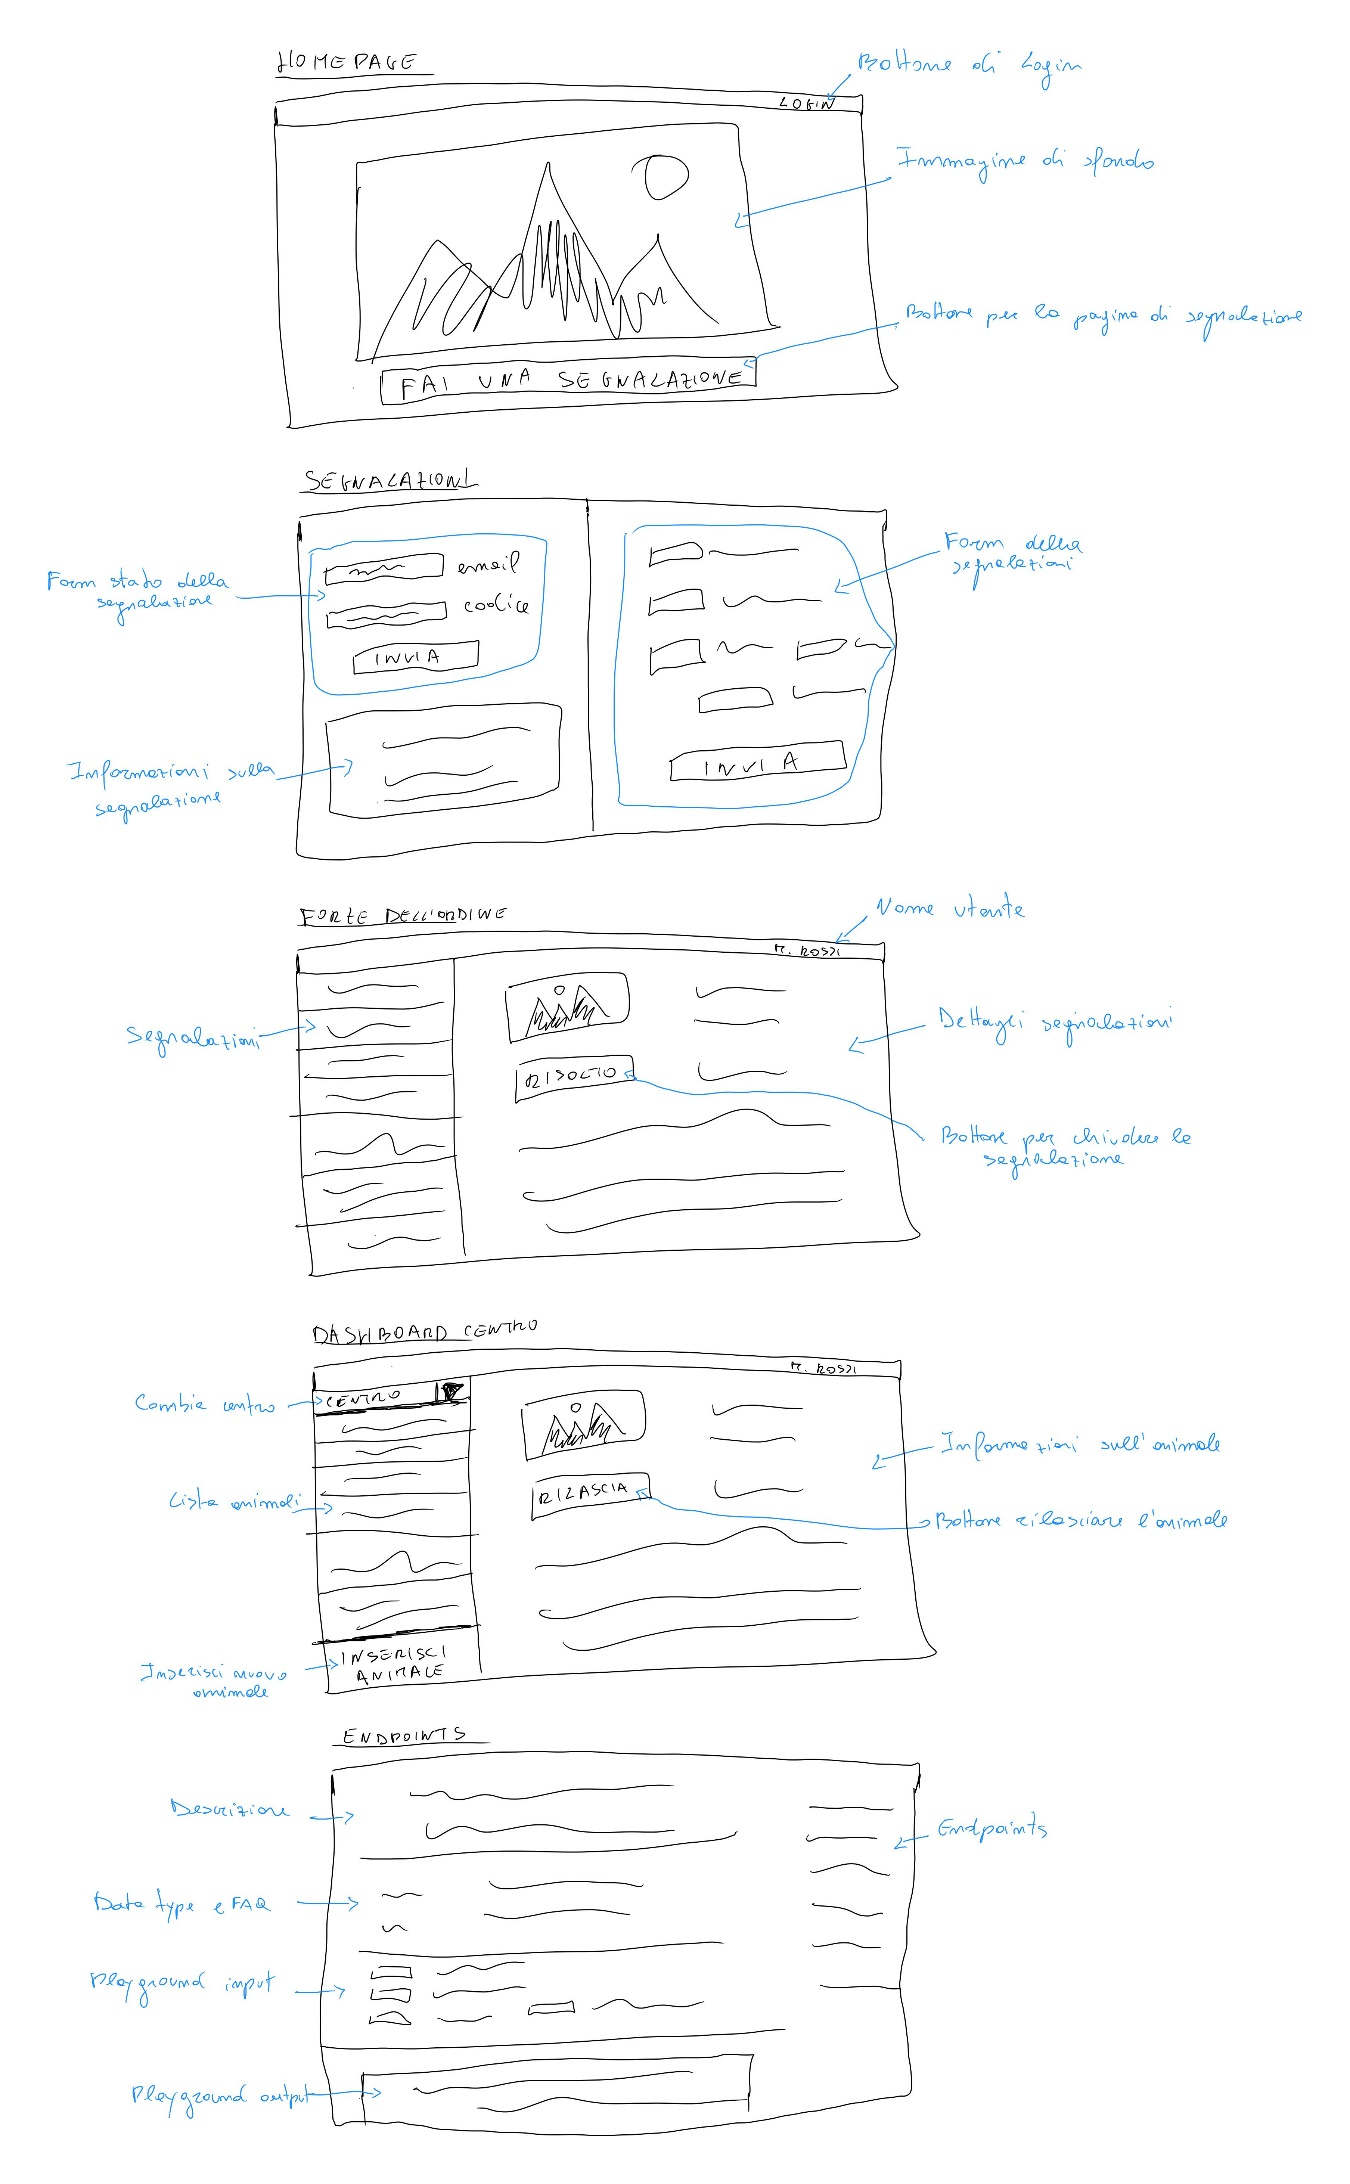 HOMEPAGE
Bottone di Login
LOGIN
Immagine di sfondo
Bottone per la pagina di segnalazione
FAI UNA SEGNALAZIONE
SEGNALAZIONI
Form stato della
segnalazione
email
codice
INVIA
Form della
segnalazioni
INVIA
Informazioni sulla
segnalazione
FORZE DELL'ORDINE
Nome utente
M. ROSSI
Segnalazioni
Dettagli segnalazioni
RISOLTO
Bottone per chiudere la
segnalazione
DASHBOARD CENTRO
M. ROSSI
Cambia centro
CENTRO
Informazioni sull'animale
Lista animali
RILASCIA
Bottone rilasciare l'animale
INSERISCI
ANIMALE
Inserisci nuovo
animale
ENDPOINTS
Descrizione
Endpoints
Data type e FAQ
Playground input
Playground output